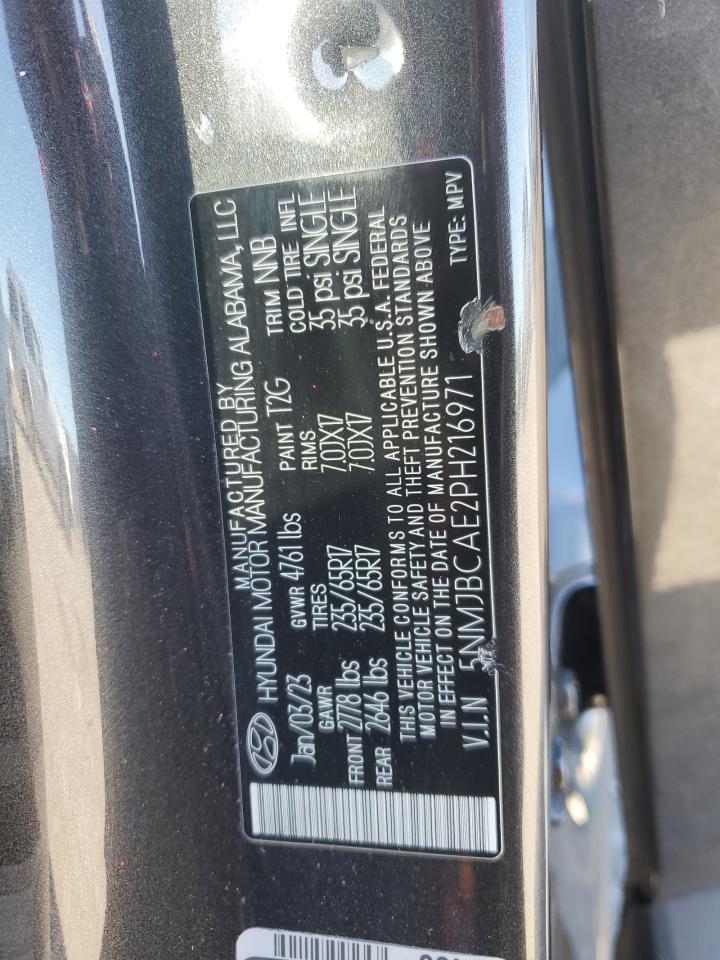 MANUFACTURED BY
HYUNDAI MOTOR MANUFACTURING ALABAMA, LLC
Jan/03/23 GVWR 4761 lbs PAINT T2G TRIM NNB
GAWR TIRES RIMS COLD TIRE INFL
FRONT 2778 lbs 235/65R17 7.0JX17 35 psi SINGLE
REAR 2646 lbs 235/65R17 7.0JX17 35 psi SINGLE
THIS VEHICLE CONFORMS TO ALL APPLICABLE U.S.A. FEDERAL
MOTOR VEHICLE SAFETY AND THEFT PREVENTION STANDARDS
IN EFFECT ON THE DATE OF MANUFACTURE SHOWN ABOVE
V.I.N 5NMJBCAE2PH216971 TYPE: MPV